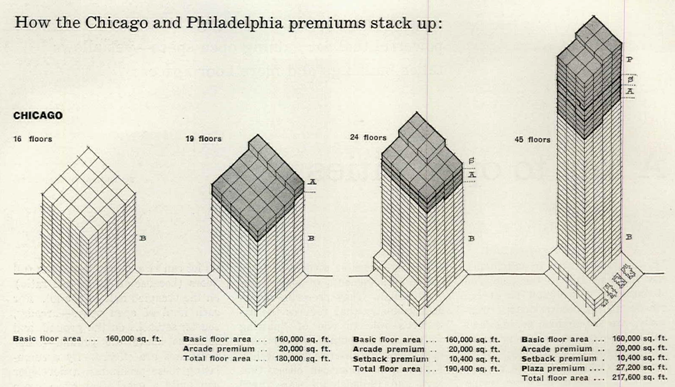 How the Chicago and Philadelphia premiums stack up:
CHICAGO
16 floors
19 floors
24 floors
45 floors
B
A
B
S
A
B
P
S
A
B
Basic floor area ... 160,000 sq. ft.
Basic floor area ... 160,000 sq. ft.
Arcade premium .. 20,000 sq. ft.
Total floor area ... 180,000 sq. ft.
Basic floor area ... 160,000 sq. ft.
Arcade premium .. 20,000 sq. ft.
Setback premium .. 10,400 sq. ft.
Total floor area ... 190,400 sq. ft.
Basic floor area ... 160,000 sq. ft.
Arcade premium .. 20,000 sq. ft.
Setback premium . 10,400 sq. ft.
Plaza premium .... 27,200 sq. ft.
Total floor area ... 217,600 sq. ft.